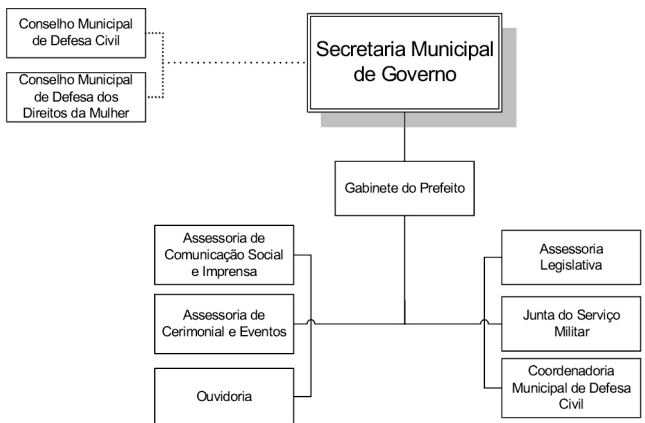 Conselho Municipal
de Defesa Civil
Secretaria Municipal
de Governo
Conselho Municipal
de Defesa dos
Direitos da Mulher
Gabinete do Prefeito
Assessoria de
Comunicação Social
e Imprensa
Assessoria
Legislativa
Assessoria de
Cerimonial e Eventos
Junta do Serviço
Militar
Ouvidoria
Coordenadoria
Municipal de Defesa
Civil